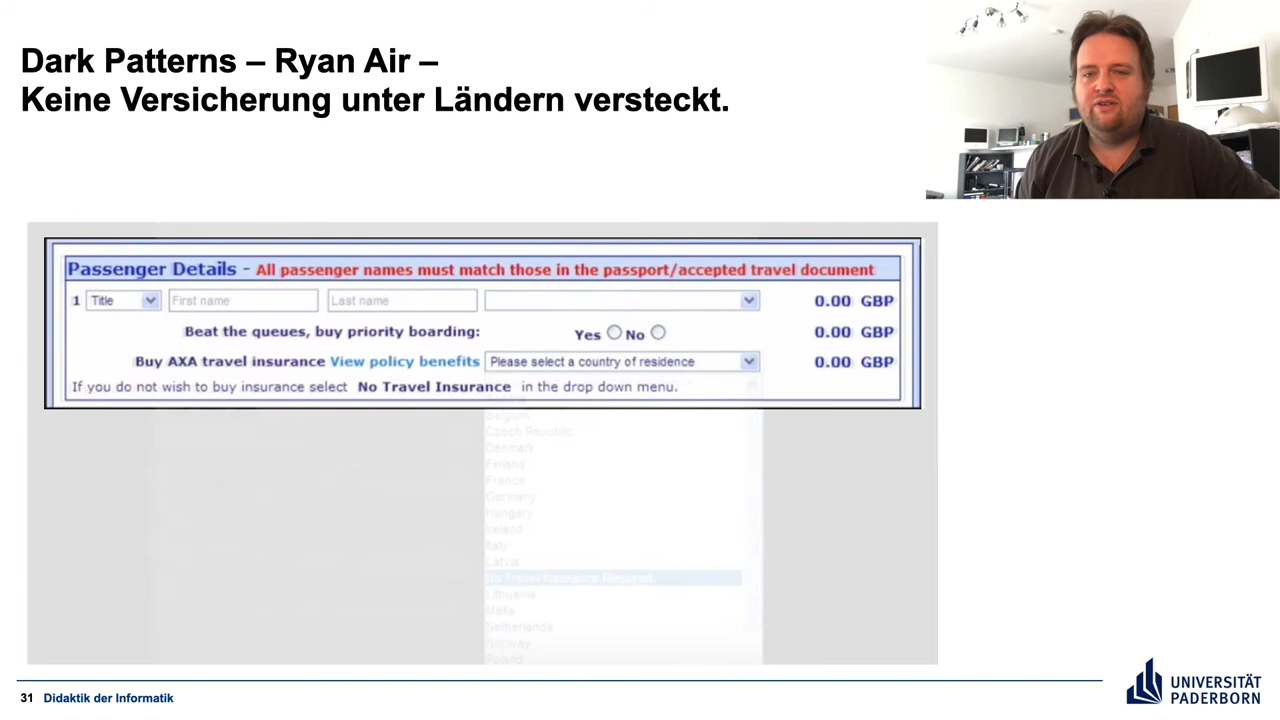 Dark Patterns – Ryan Air –
Keine Versicherung unter Ländern versteckt.
Passenger Details - All passenger names must match those in the passport/accepted travel document
1 Title First name Last name 0.00 GBP
Beat the queues, buy priority boarding: Yes No 0.00 GBP
Buy AXA travel insurance View policy benefits Please select a country of residence 0.00 GBP
If you do not wish to buy insurance select No Travel Insurance in the drop down menu.
Belgium
Czech Republic
Denmark
Finland
France
Germany
Hungary
Ireland
Italy
Latvia
No Travel Insurance Required
Lithuania
Malta
Netherlands
Norway
Poland
31 Didaktik der Informatik
UNIVERSITÄT
PADERBORN